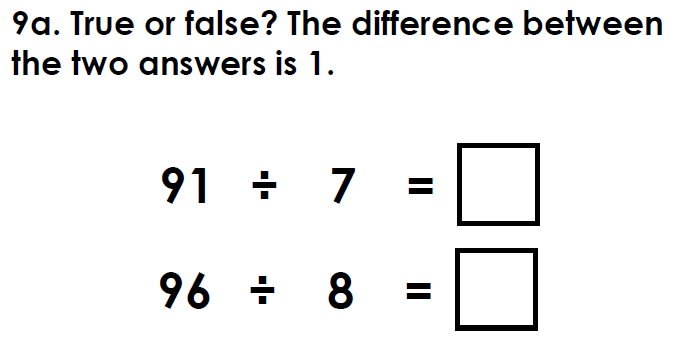 9a. True or false? The difference between
the two answers is 1.
91 ÷ 7 =
96 ÷ 8 =